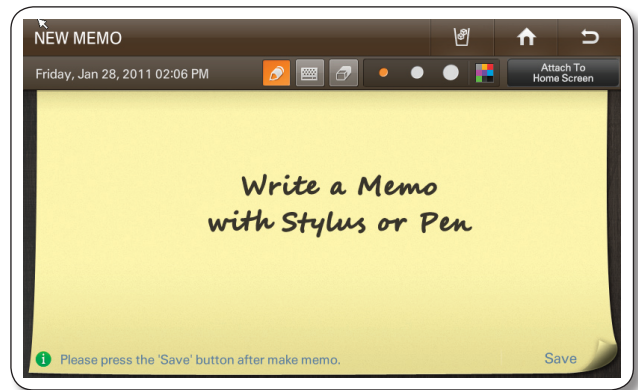 NEW MEMO
Friday, Jan 28, 2011 02:06 PM
Attach To
Home Screen
Write a Memo
with Stylus or Pen
Please press the 'Save' button after make memo.
Save